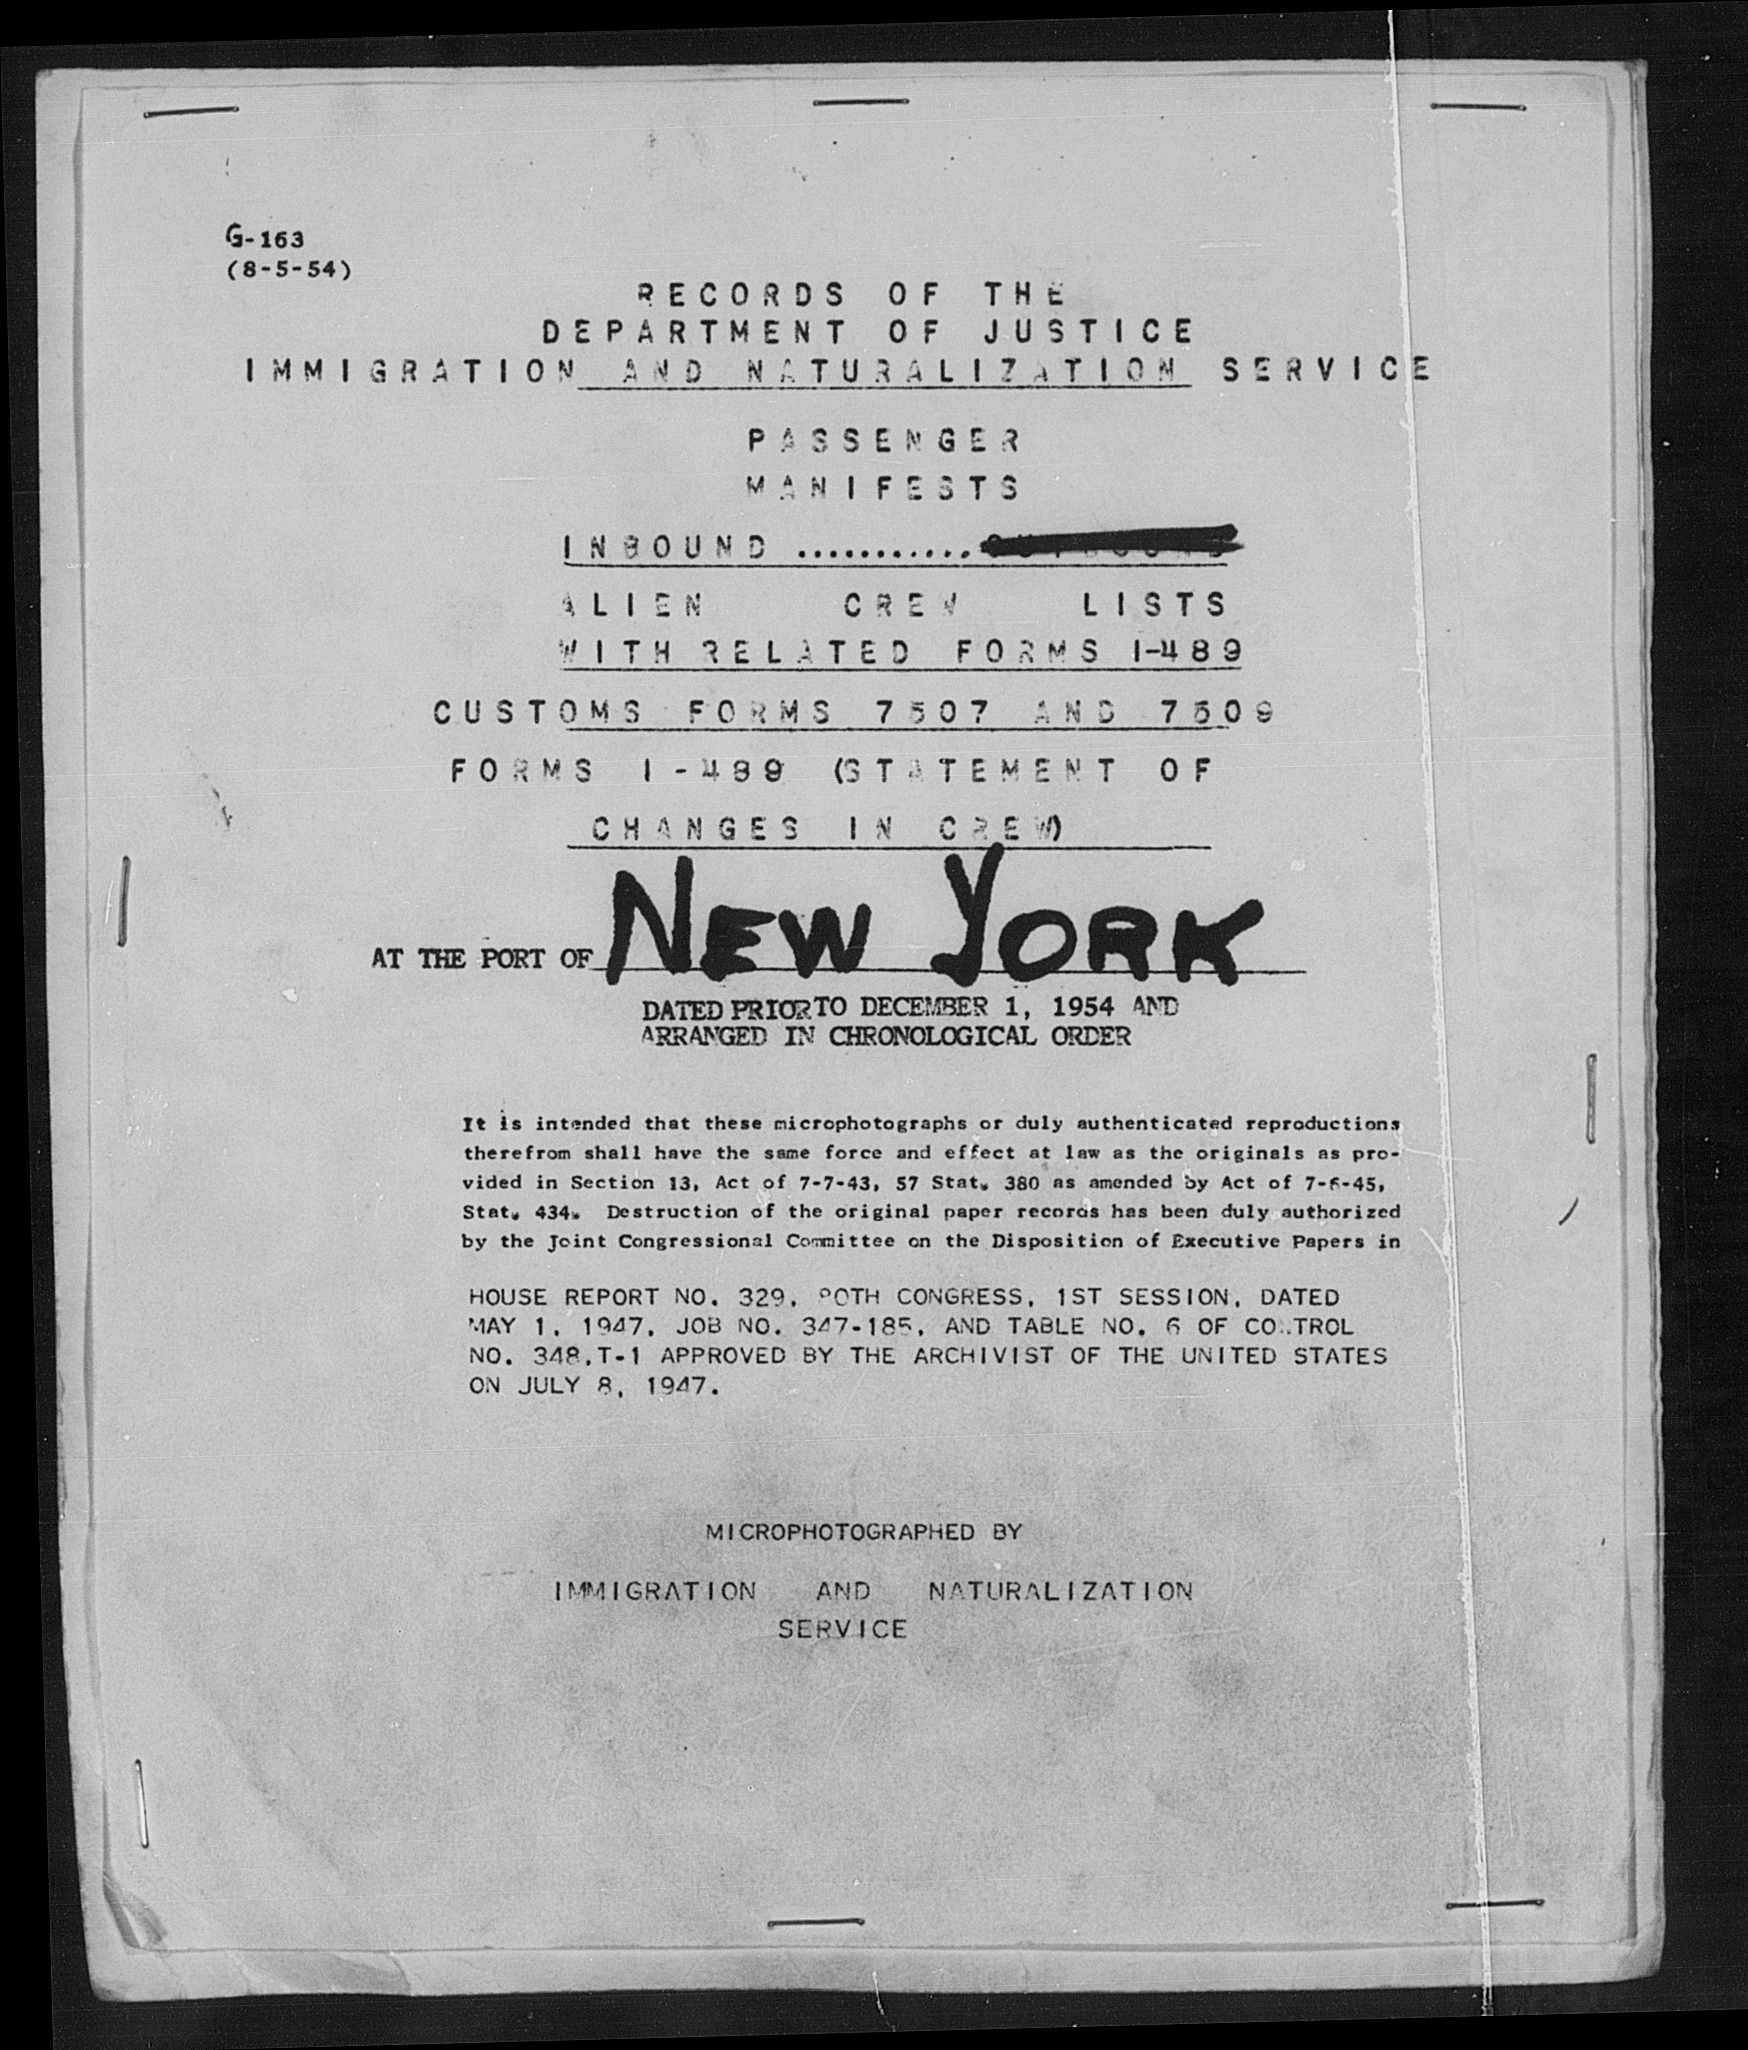 G-163
(8-5-54)
RECORDS OF THE
DEPARTMENT OF JUSTICE
IMMIGRATION AND NATURALIZATION SERVICE
PASSENGER
MANIFESTS
INBOUND ...........OUTBOUND
ALIEN CREW LISTS
WITH RELATED FORMS I-489
CUSTOMS FORMS 7507 AND 7509
FORMS I-489 (STATEMENT OF
CHANGES IN CREW)
AT THE PORT OF NEW YORK
DATED PRIOR TO DECEMBER 1, 1954 AND
ARRANGED IN CHRONOLOGICAL ORDER
It is intended that these microphotographs or duly authenticated reproductions
therefrom shall have the same force and effect at law as the originals as pro-
vided in Section 13, Act of 7-7-43, 57 Stat. 380 as amended by Act of 7-6-45,
Stat. 434. Destruction of the original paper records has been duly authorized
by the Joint Congressional Committee on the Disposition of Executive Papers in
HOUSE REPORT NO. 329, 80TH CONGRESS, 1ST SESSION, DATED
MAY 1, 1947, JOB NO. 347-185, AND TABLE NO. 6 OF CONTROL
NO. 348,T-1 APPROVED BY THE ARCHIVIST OF THE UNITED STATES
ON JULY 8, 1947.
MICROPHOTOGRAPHED BY
IMMIGRATION AND NATURALIZATION
SERVICE